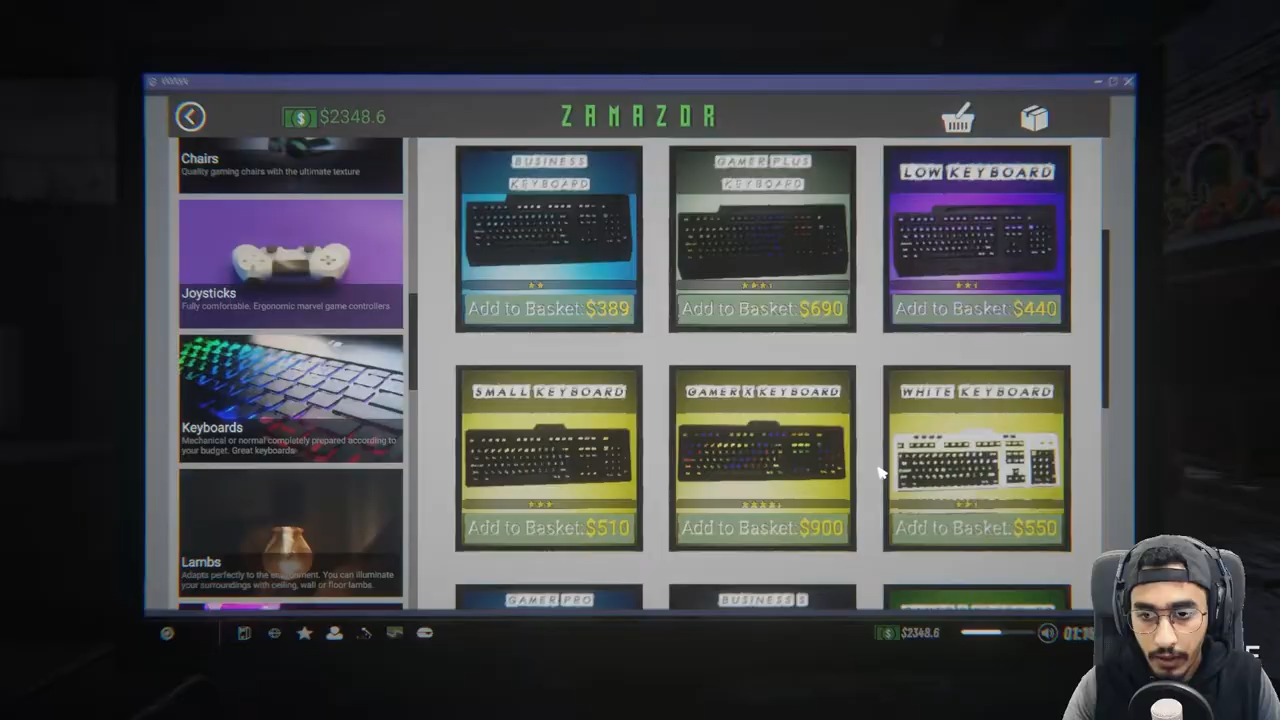 $2348.6
ZAMAZOR
Chairs
Quality gaming chairs with the ultimate texture
Joysticks
Fully comfortable. Ergonomic marvel game controllers
Keyboards
Mechanical or normal completely prepared according to
your budget. Great keyboards
Lambs
Adapts perfectly to the environment. You can illuminate
your surroundings with ceiling, wall or floor lambs.
BUSINESS
KEYBOARD
Add to Basket:$389
GAMER PLUS
KEYBOARD
Add to Basket:$690
LOW KEYBOARD
Add to Basket:$440
SMALL KEYBOARD
Add to Basket:$510
GAMER X KEYBOARD
Add to Basket:$900
WHITE KEYBOARD
Add to Basket:$550
GAMER PRO
BUSINESS S
$2348.6